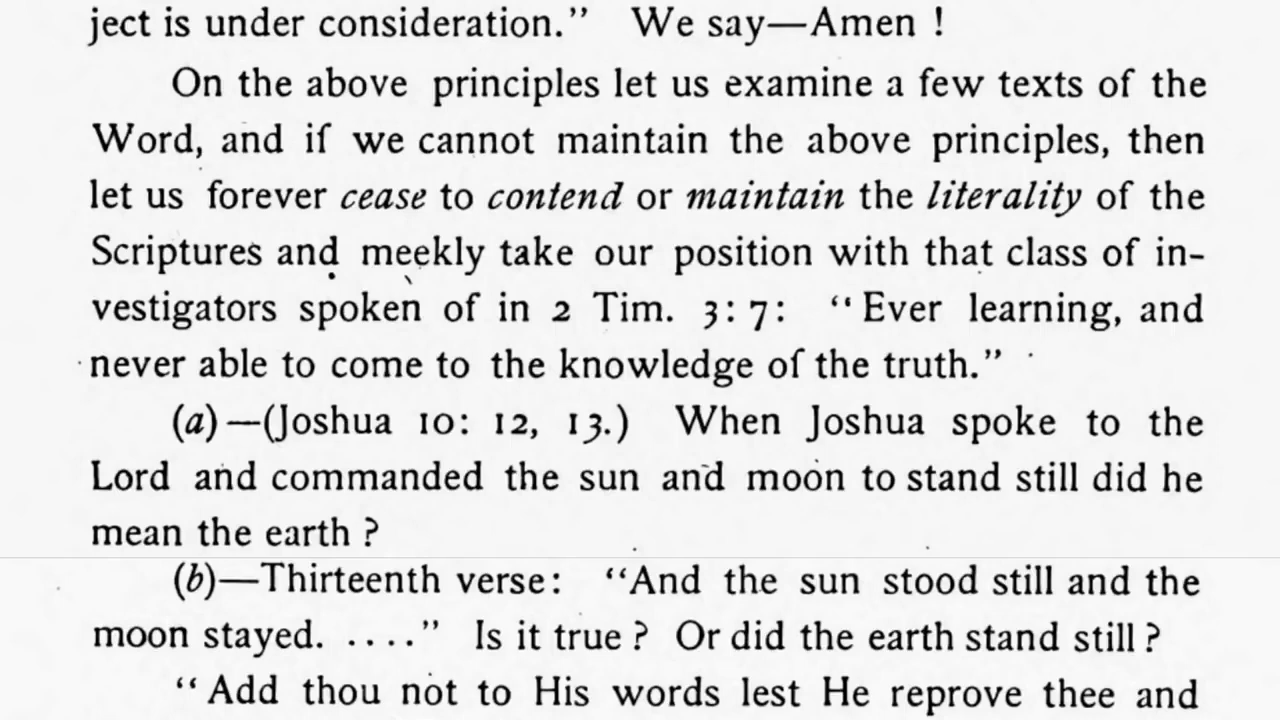 ject is under consideration.” We say—Amen !
On the above principles let us examine a few texts of the
Word, and if we cannot maintain the above principles, then
let us forever cease to contend or maintain the literality of the
Scriptures and meekly take our position with that class of in-
vestigators spoken of in 2 Tim. 3: 7: “Ever learning, and
never able to come to the knowledge of the truth.”
(a)—(Joshua 10: 12, 13.) When Joshua spoke to the
Lord and commanded the sun and moon to stand still did he
mean the earth ?
(b)—Thirteenth verse: “And the sun stood still and the
moon stayed. ....” Is it true ? Or did the earth stand still ?
“Add thou not to His words lest He reprove thee and